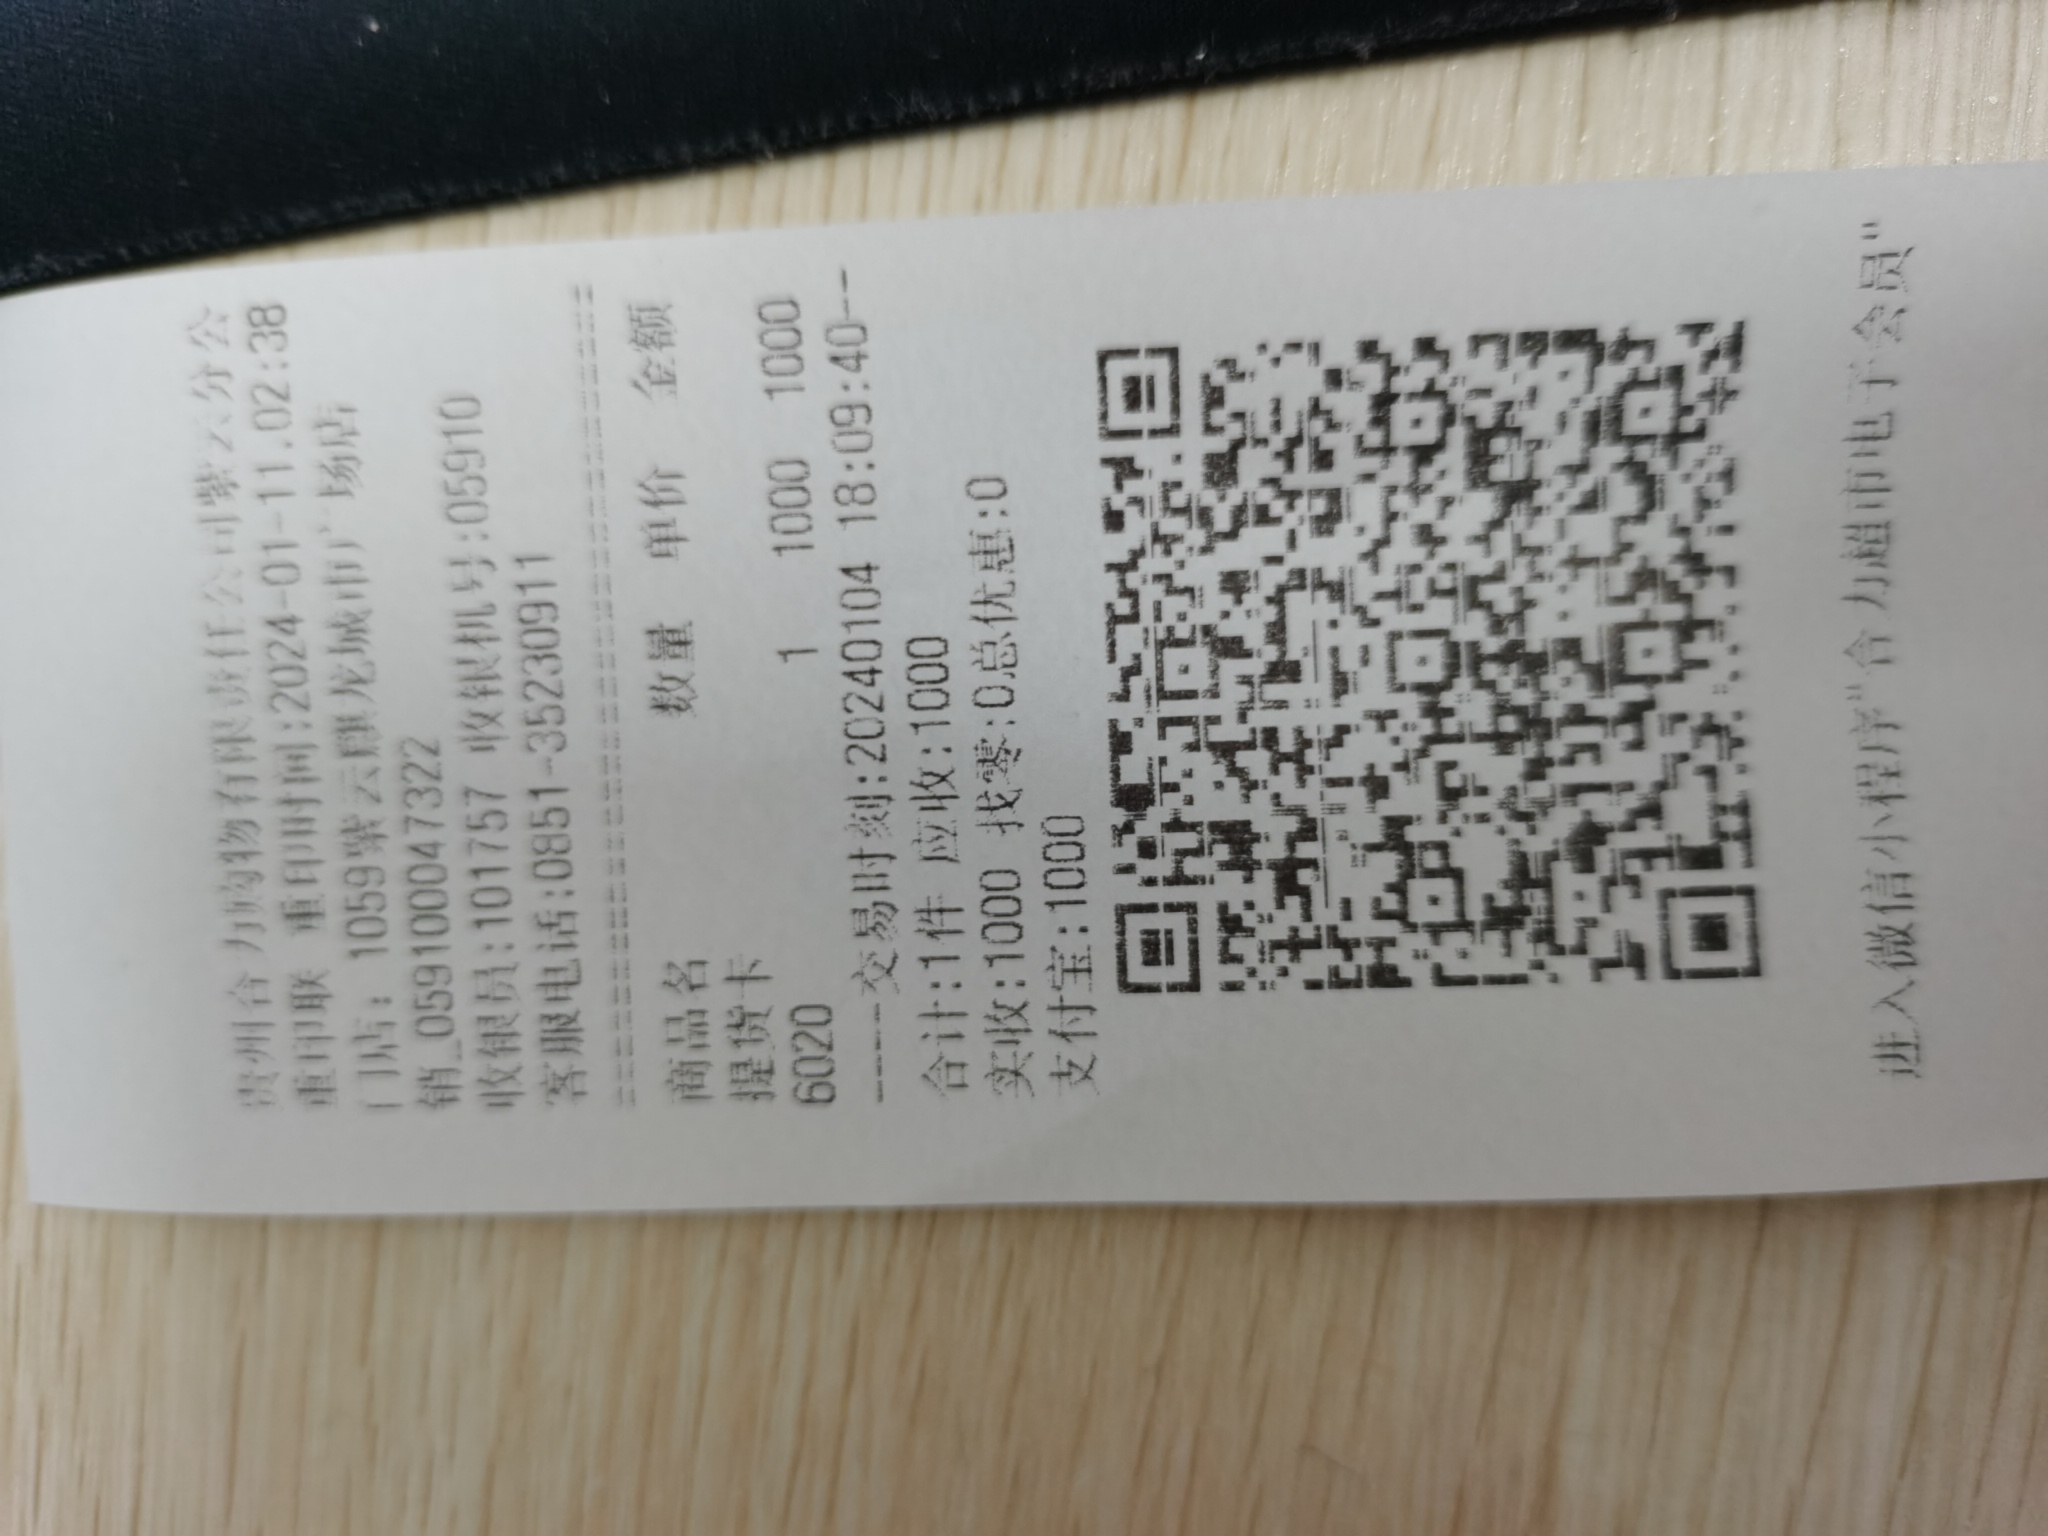 贵州合力购物有限责任公司紫云分公
重印联 重印时间:2024-01-11.02:38
门店: 1059紫云麒龙城市广场店
销_0591000473​22
收银员:101757 收银机号:05910
客服电话:0851-35230911
================================
商品名 数量 单价 金额
提货卡
6020 1 1000 1000
-----交易时刻:20240104 18:09:40--
合计:1件 应收:1000
实收:1000 找零:0总优惠:0
支付宝:1000
进入微信小程序"合力超市电子会员"